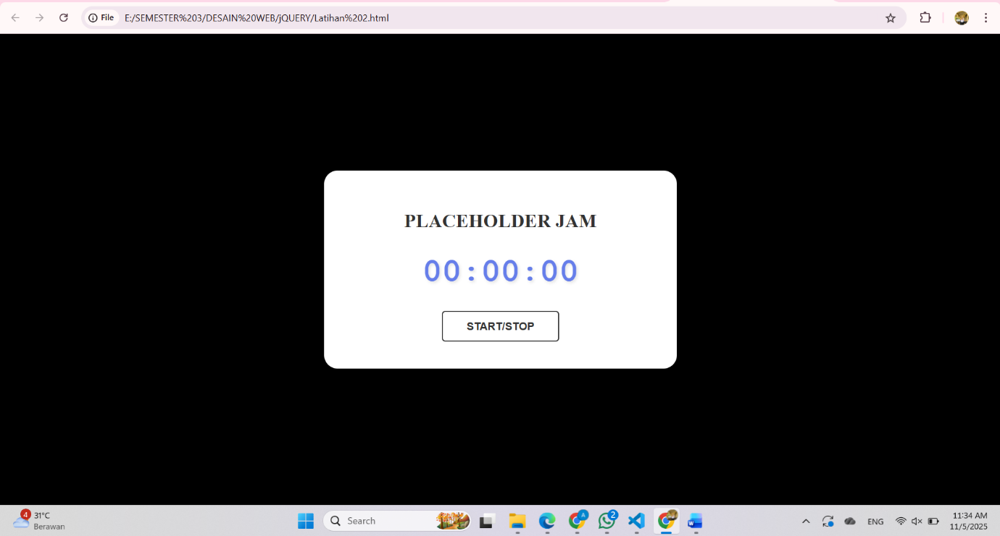 File E:/SEMESTER%203/DESAIN%20WEB/jQUERY/Latihan%202.html
PLACEHOLDER JAM
00:00:00
START/STOP
4 31°C
Berawan
Search
A
2
ENG
11:34 AM
11/5/2025